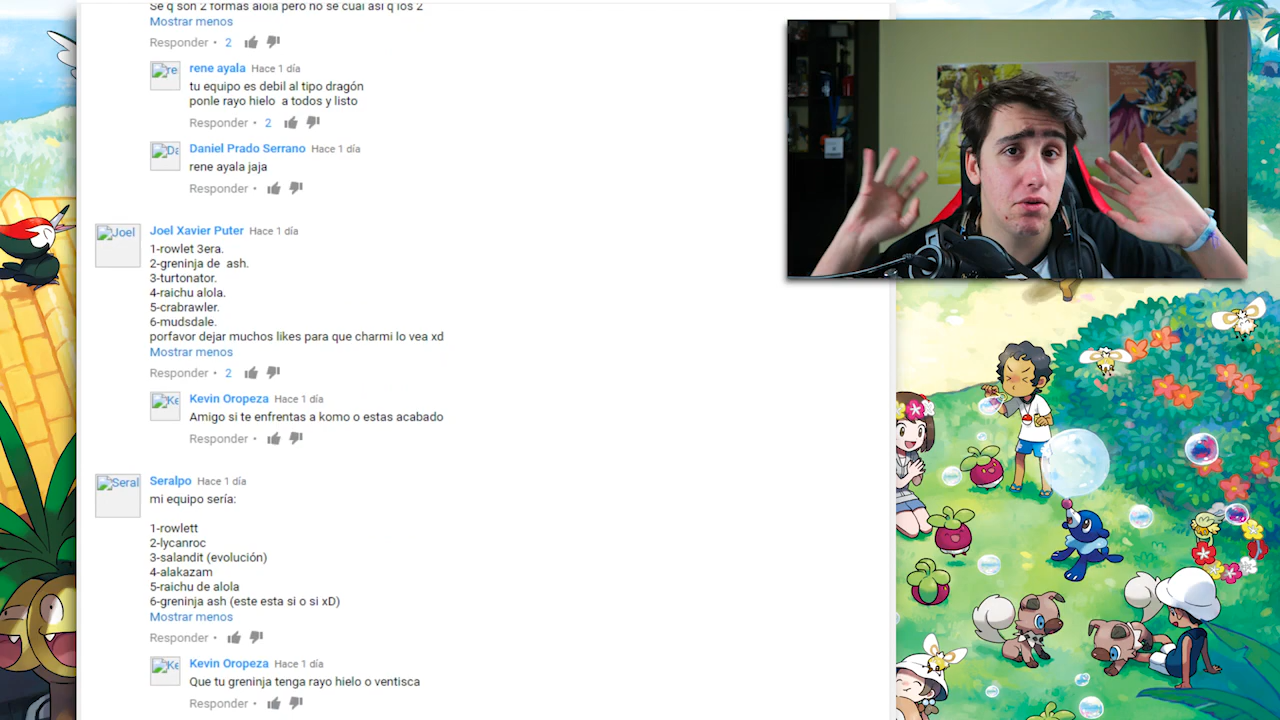 Se q son 2 formas alola pero no se cual asi q los 2
Mostrar menos
Responder • 2
re
rene ayala Hace 1 día
tu equipo es debil al tipo dragón
ponle rayo hielo a todos y listo
Responder • 2
Da
Daniel Prado Serrano Hace 1 día
rene ayala jaja
Responder •
Joel
Joel Xavier Puter Hace 1 día
1-rowlet 3era.
2-greninja de ash.
3-turtonator.
4-raichu alola.
5-crabrawler.
6-mudsdale.
porfavor dejar muchos likes para que charmi lo vea xd
Mostrar menos
Responder • 2
Ke
Kevin Oropeza Hace 1 día
Amigo si te enfrentas a komo o estas acabado
Responder •
Seral
Seralpo Hace 1 día
mi equipo sería:
1-rowlett
2-lycanroc
3-salandit (evolución)
4-alakazam
5-raichu de alola
6-greninja ash (este esta si o si xD)
Mostrar menos
Responder •
Ke
Kevin Oropeza Hace 1 día
Que tu greninja tenga rayo hielo o ventisca
Responder •